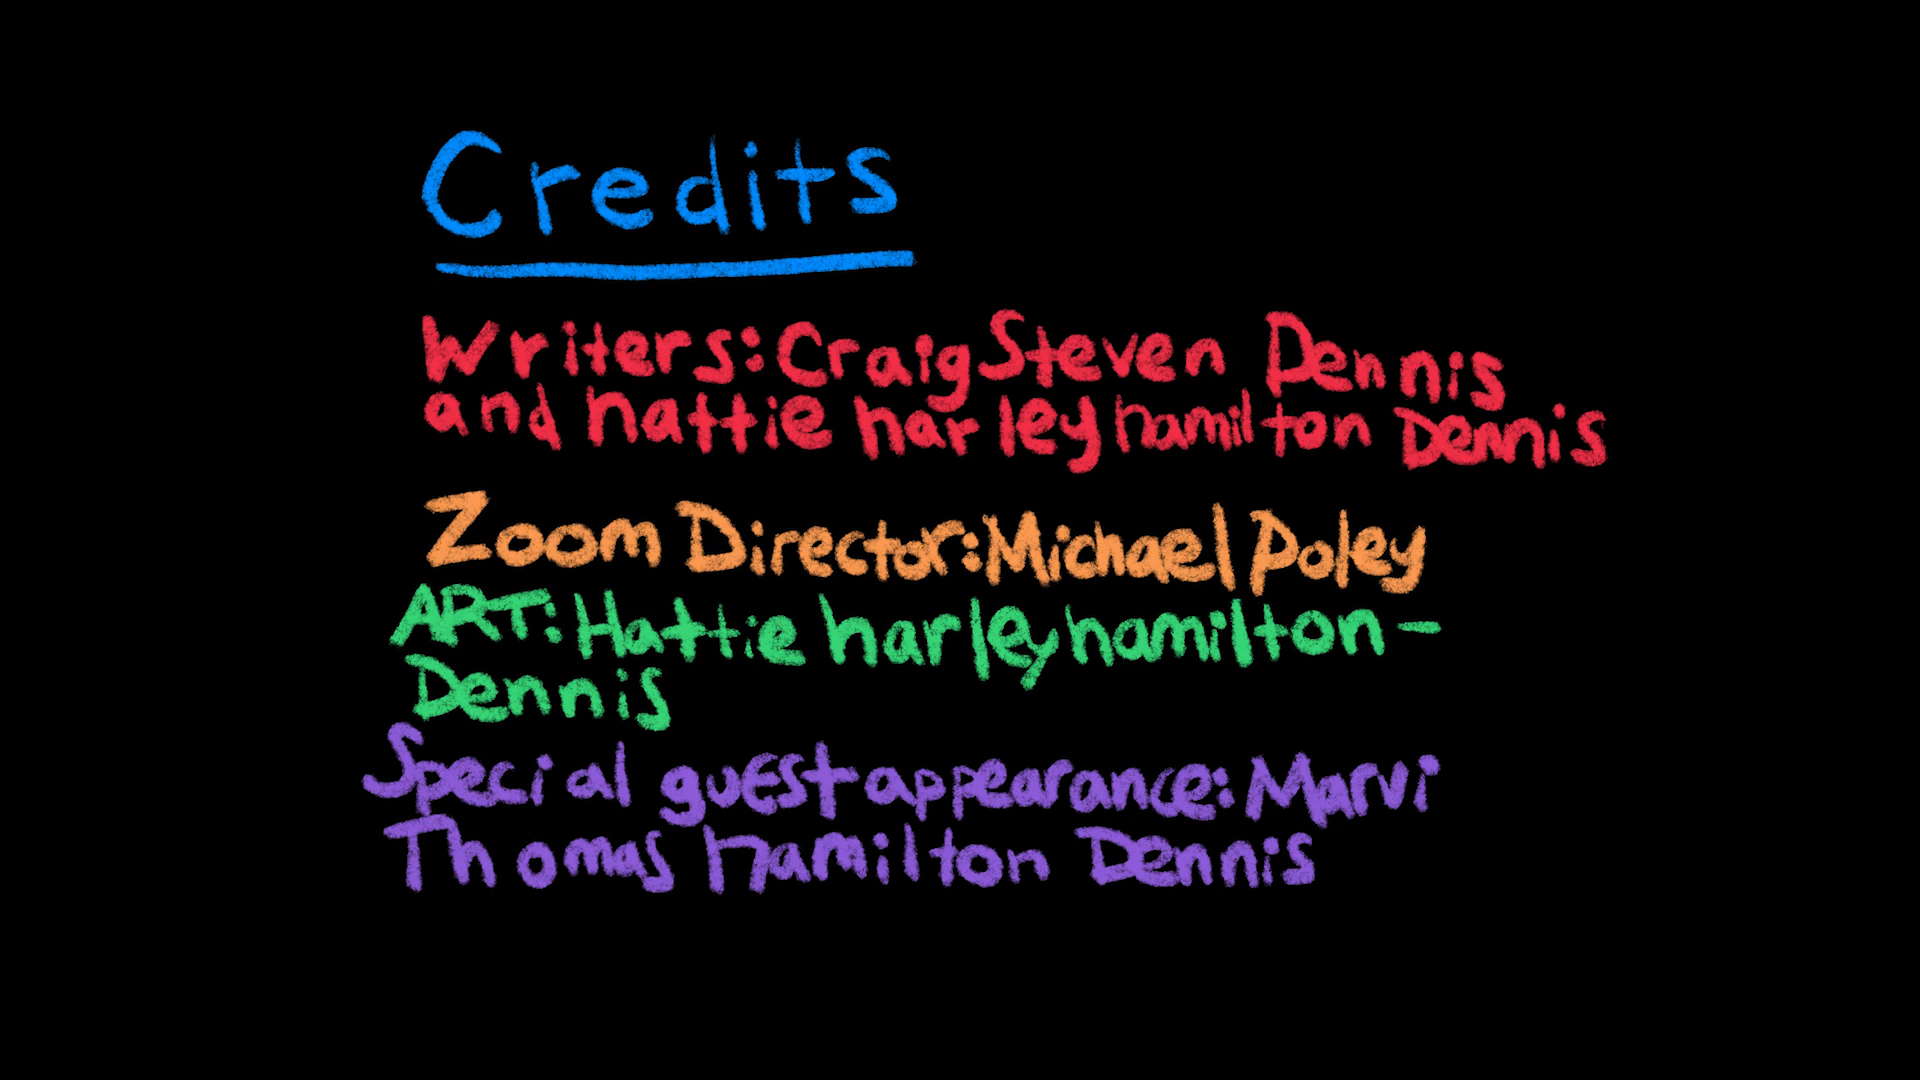 Credits
Writers: Craig Steven Dennis
and hattie harley hamilton Dennis
Zoom Director: Michael Poley
ART: Hattie harley hamilton-
Dennis
Special guEst appearance: Marvi
Thomas hamilton Dennis